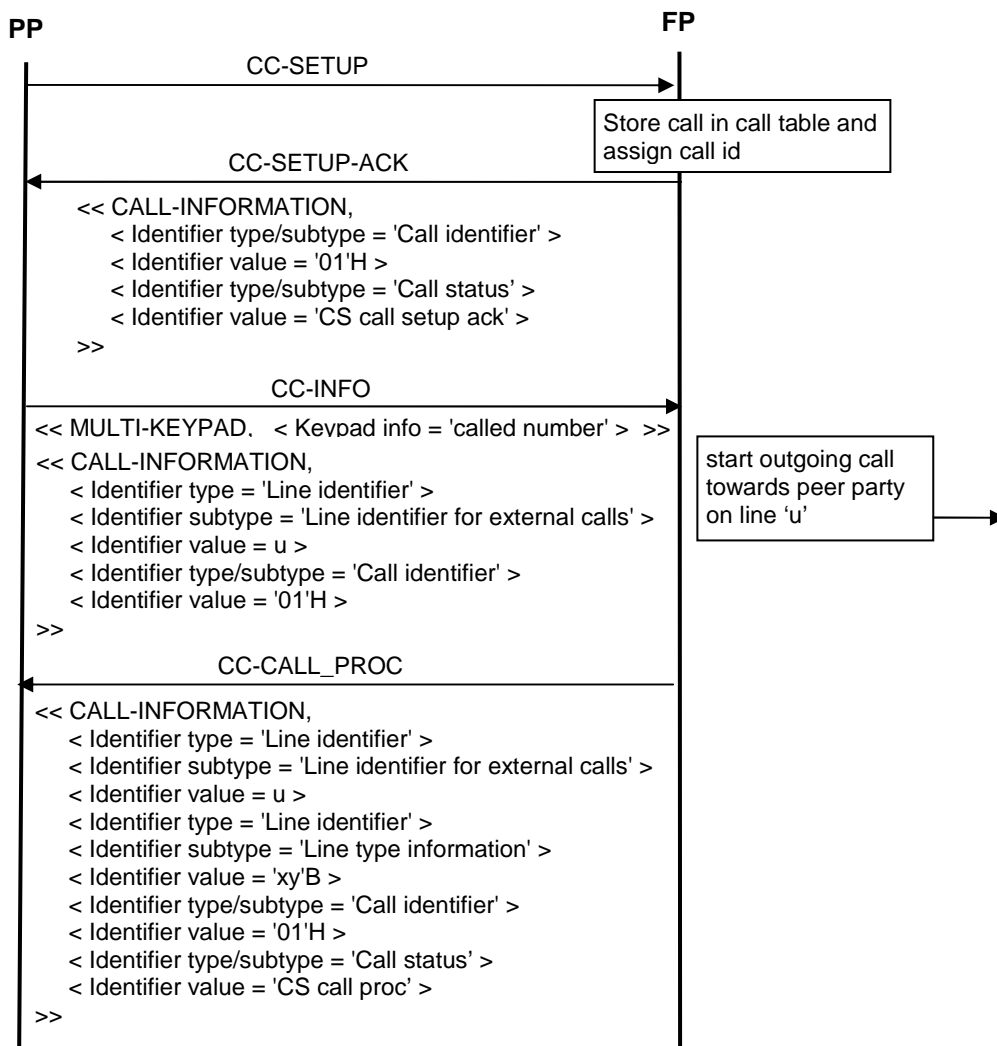 PP
FP
CC-SETUP
Store call in call table and
assign call id
CC-SETUP-ACK
<< CALL-INFORMATION,
< Identifier type/subtype = 'Call identifier' >
< Identifier value = '01'H >
< Identifier type/subtype = 'Call status’ >
< Identifier value = 'CS call setup ack' >
>>
CC-INFO
<< MULTI-KEYPAD, < Keypad info = 'called number' > >>
<< CALL-INFORMATION,
< Identifier type = 'Line identifier' >
< Identifier subtype = 'Line identifier for external calls' >
< Identifier value = u >
< Identifier type/subtype = 'Call identifier' >
< Identifier value = '01'H >
>>
start outgoing call
towards peer party
on line ‘u’
CC-CALL_PROC
<< CALL-INFORMATION,
< Identifier type = 'Line identifier' >
< Identifier subtype = 'Line identifier for external calls' >
< Identifier value = u >
< Identifier type = 'Line identifier' >
< Identifier subtype = 'Line type information' >
< Identifier value = 'xy'B >
< Identifier type/subtype = 'Call identifier' >
< Identifier value = '01'H >
< Identifier type/subtype = 'Call status’ >
< Identifier value = 'CS call proc' >
>>